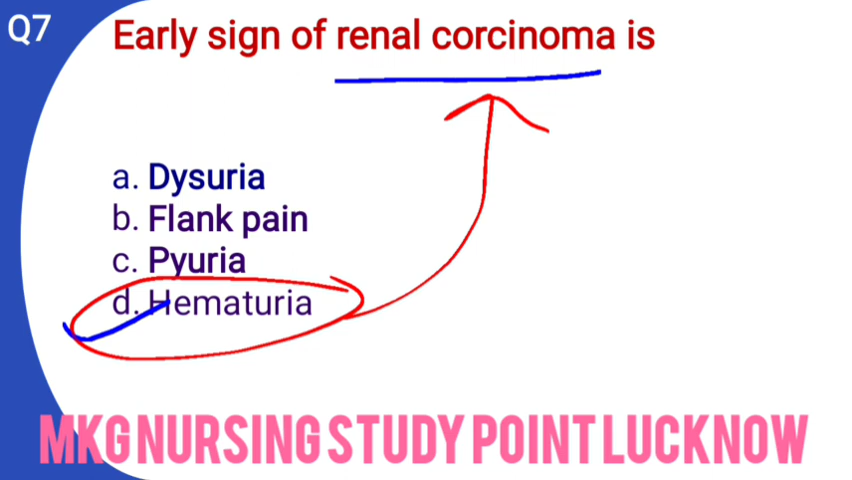 Q7
Early sign of renal corcinoma is
a. Dysuria
b. Flank pain
c. Pyuria
d. Hematuria
MKG NURSING STUDY POINT LUCKNOW